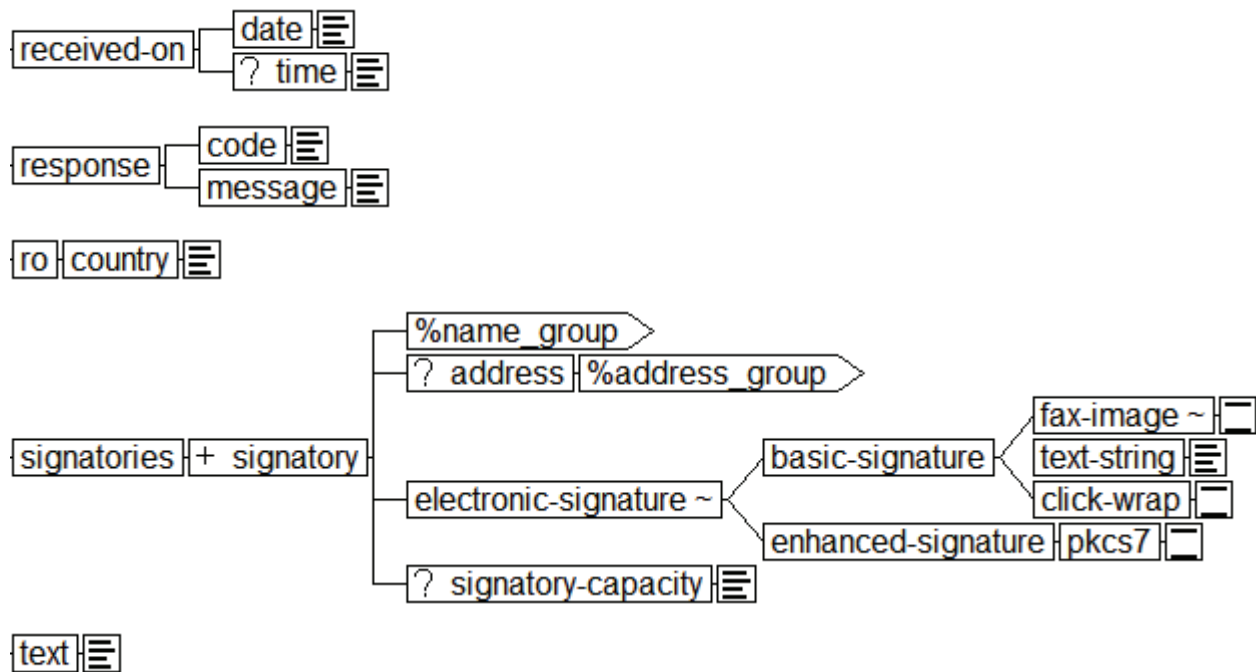 received-on
date
? time
response
code
message
ro country
%name_group
? address %address_group
signatories + signatory
electronic-signature ~
basic-signature
fax-image ~
text-string
click-wrap
enhanced-signature pkcs7
? signatory-capacity
text